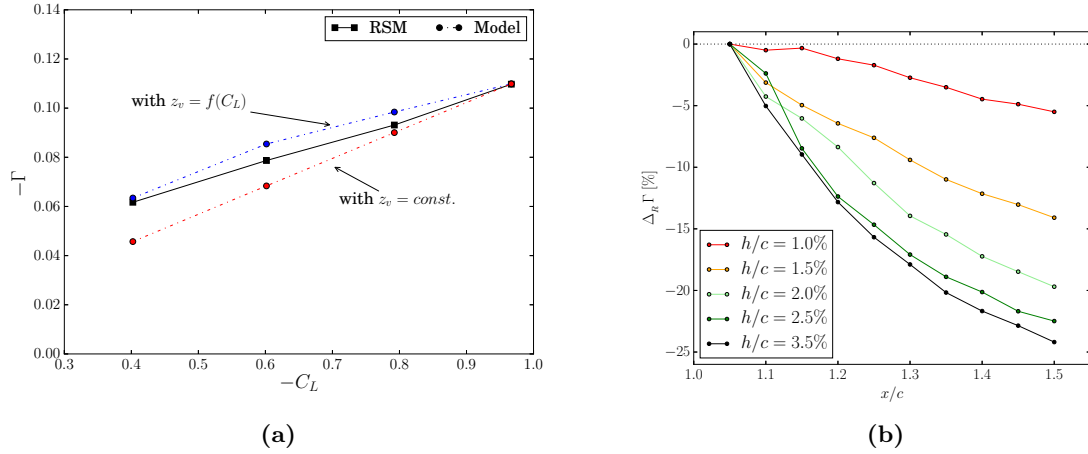 RSM Model
with z_v = f(C_L)
with z_v = const.
0.14
0.12
0.10
0.08
0.06
0.04
0.02
0.00
−Γ
0.3 0.4 0.5 0.6 0.7 0.8 0.9 1.0
−C_L
(a)
0
−5
−10
−15
−20
−25
Δ_R Γ [%]
h/c = 1.0%
h/c = 1.5%
h/c = 2.0%
h/c = 2.5%
h/c = 3.5%
1.0 1.1 1.2 1.3 1.4 1.5
x/c
(b)